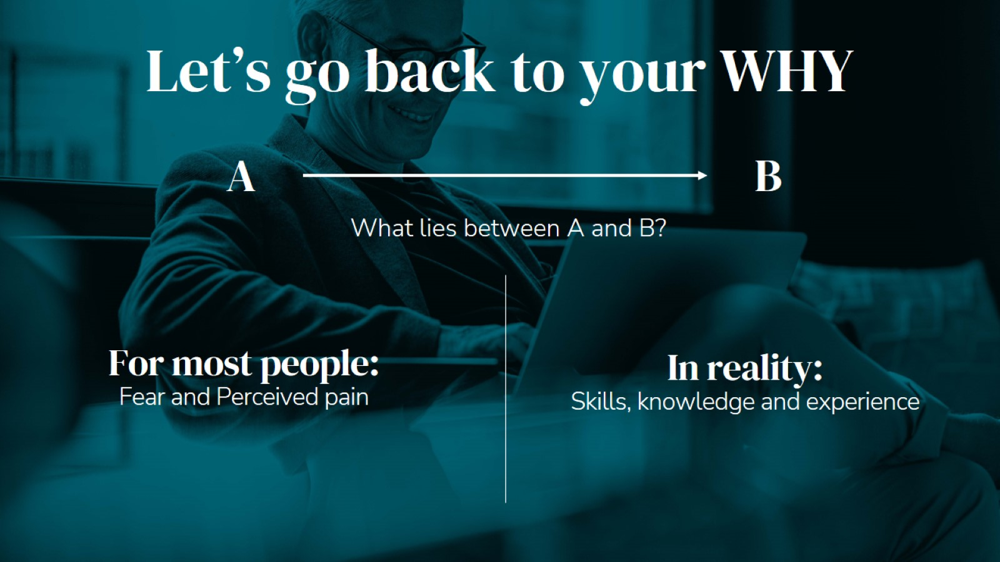 Let's go back to your WHY
A
B
What lies between A and B?
For most people:
Fear and Perceived pain
In reality:
Skills, knowledge and experience